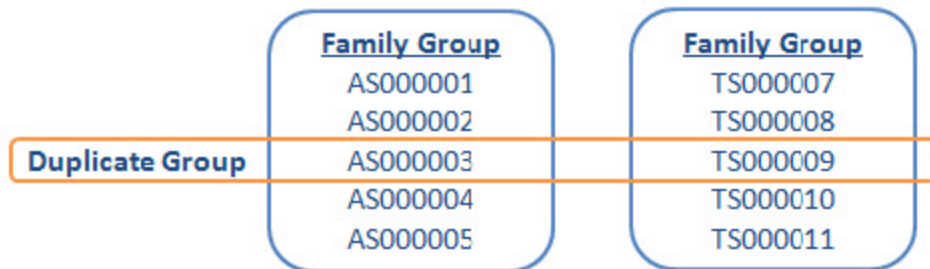 Family Group Family Group
AS000001 TS000007
AS000002 TS000008
Duplicate Group AS000003 TS000009
AS000004 TS000010
AS000005 TS000011